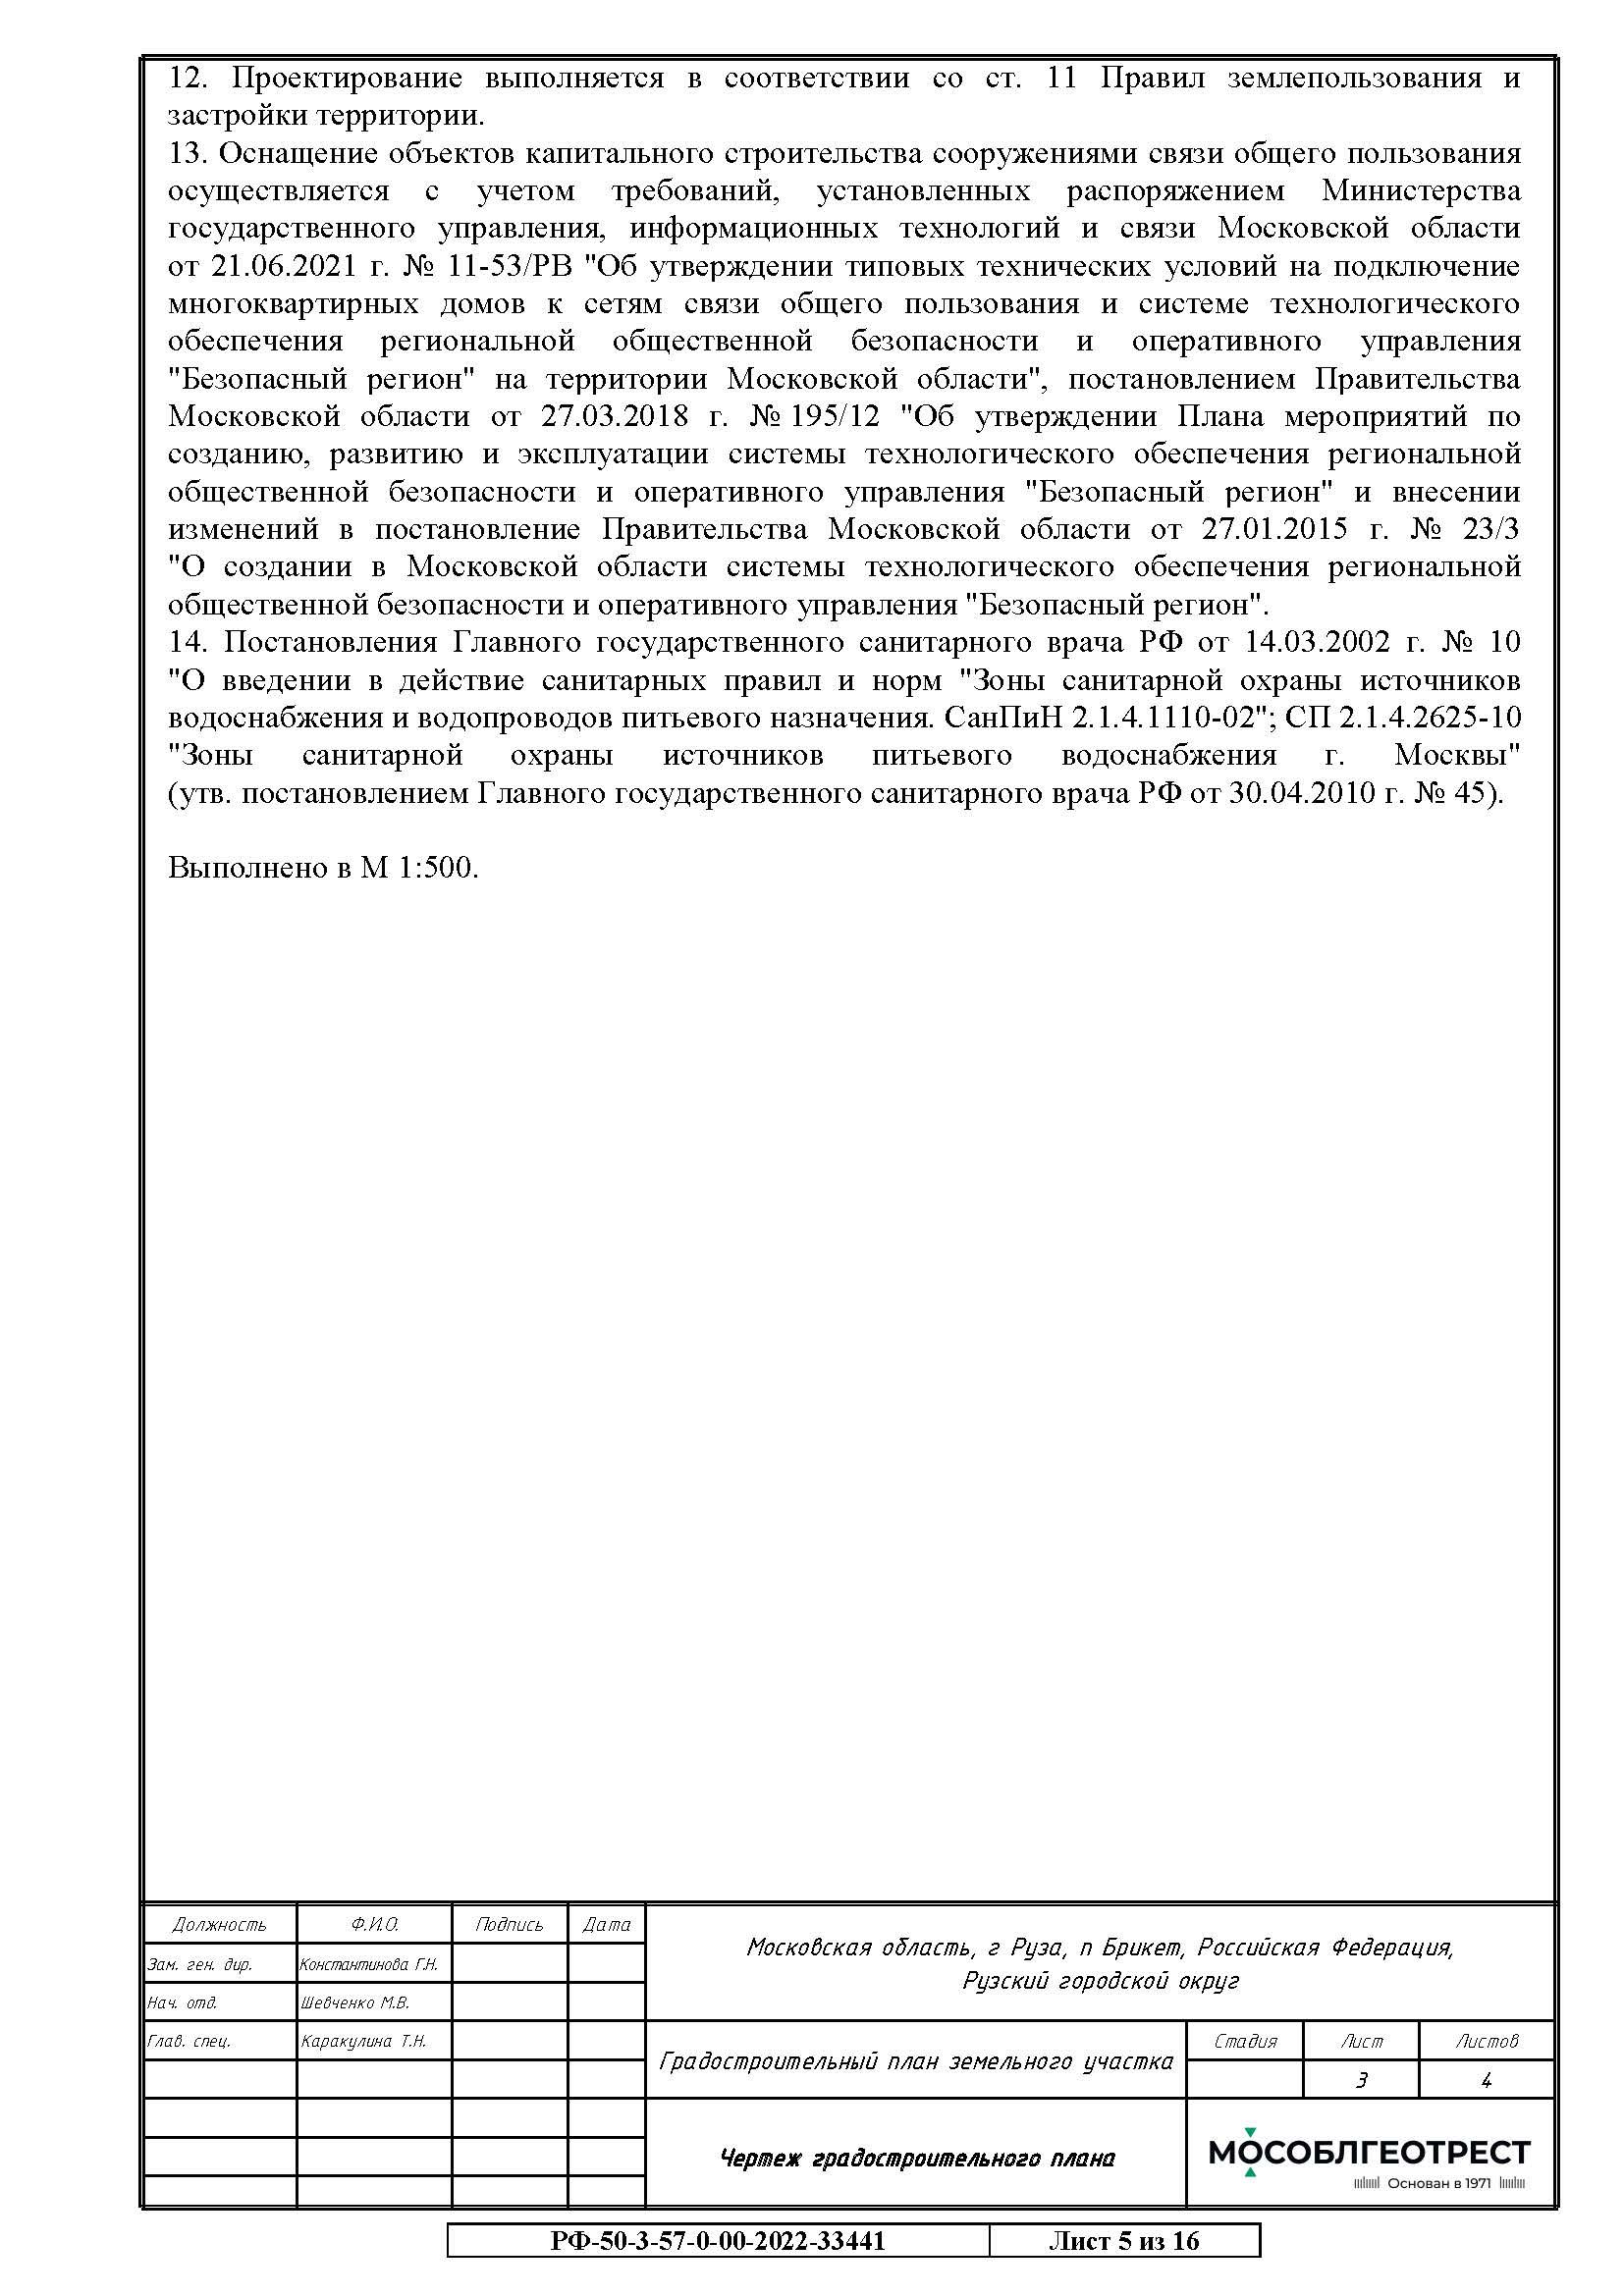 12. Проектирование выполняется в соответствии со ст. 11 Правил землепользования и
застройки территории.
13. Оснащение объектов капитального строительства сооружениями связи общего пользования
осуществляется с учетом требований, установленных распоряжением Министерства
государственного управления, информационных технологий и связи Московской области
от 21.06.2021 г. № 11-53/РВ "Об утверждении типовых технических условий на подключение
многоквартирных домов к сетям связи общего пользования и системе технологического
обеспечения региональной общественной безопасности и оперативного управления
"Безопасный регион" на территории Московской области", постановлением Правительства
Московской области от 27.03.2018 г. № 195/12 "Об утверждении Плана мероприятий по
созданию, развитию и эксплуатации системы технологического обеспечения региональной
общественной безопасности и оперативного управления "Безопасный регион" и внесении
изменений в постановление Правительства Московской области от 27.01.2015 г. № 23/3
"О создании в Московской области системы технологического обеспечения региональной
общественной безопасности и оперативного управления "Безопасный регион".
14. Постановления Главного государственного санитарного врача РФ от 14.03.2002 г. № 10
"О введении в действие санитарных правил и норм "Зоны санитарной охраны источников
водоснабжения и водопроводов питьевого назначения. СанПиН 2.1.4.1110-02"; СП 2.1.4.2625-10
"Зоны санитарной охраны источников питьевого водоснабжения г. Москвы"
(утв. постановлением Главного государственного санитарного врача РФ от 30.04.2010 г. № 45).
Выполнено в М 1:500.
Должность Ф.И.О. Подпись Дата
Зам. ген. дир. Константинова Г.Н.
Нач. отд. Шевченко М.В.
Глав. спец. Каракулина Т.Н.
Московская область, г Руза, п Брикет, Российская Федерация,
Рузский городской округ
Градостроительный план земельного участка
Стадия Лист Листов
3 4
Чертеж градостроительного плана
МОСОБЛГЕОТРЕСТ
Основан в 1971
РФ-50-3-57-0-00-2022-33441 Лист 5 из 16